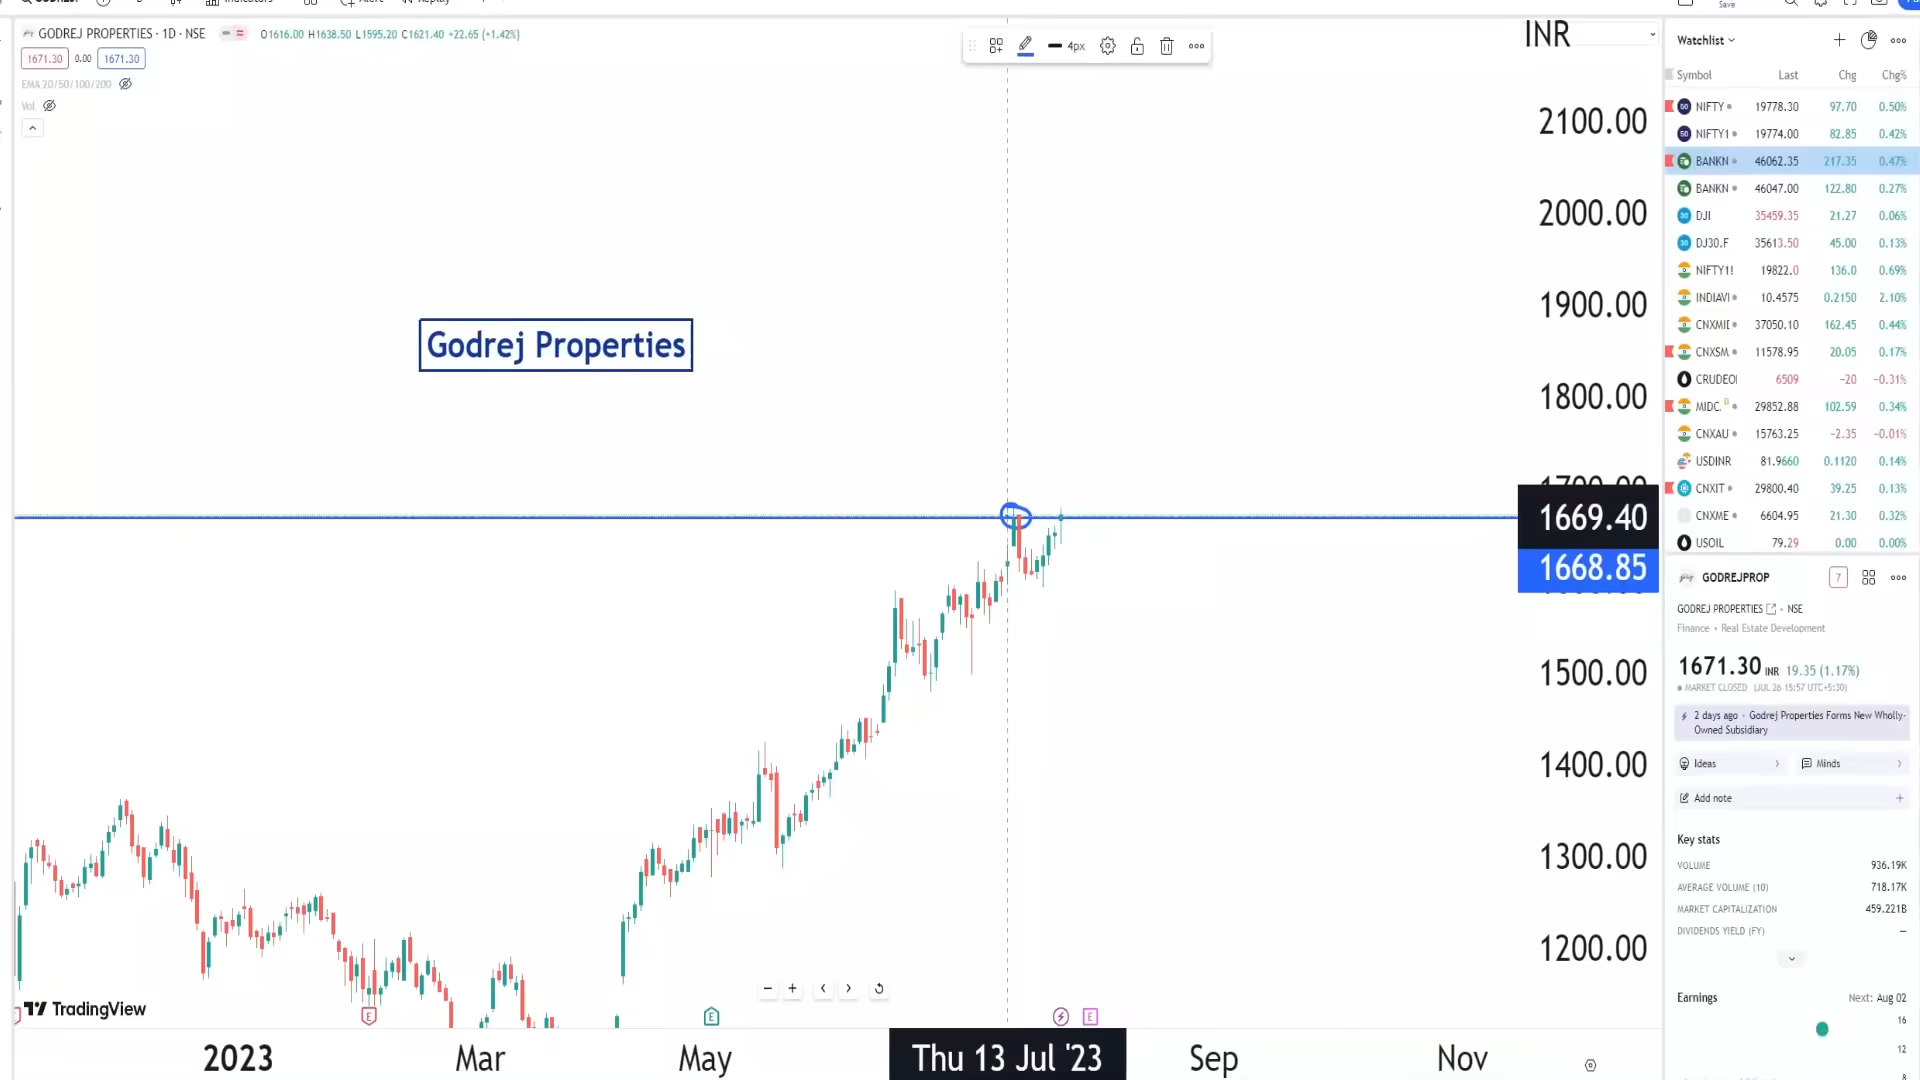 Save
GODREJ PROPERTIES · 1D · NSE O1616.00 H1638.50 L1595.20 C1621.40 +22.65 (+1.42%)
1671.30 0.00 1671.30
EMA 20/50/100/200
Vol
4px
INR
2100.00
2000.00
1900.00
1800.00
1669.40
1668.85
1500.00
1400.00
1300.00
1200.00
Godrej Properties
TradingView
2023 Mar May Thu 13 Jul '23 Sep Nov
Watchlist
Symbol Last Chg Chg%
NIFTY 19778.30 97.70 0.50%
NIFTY1 19774.00 82.85 0.42%
BANKN 46062.35 217.35 0.47%
BANKN 46047.00 122.80 0.27%
DJI 35459.35 21.27 0.06%
DJ30.F 35613.50 45.00 0.13%
NIFTY1! 19822.0 136.0 0.69%
INDIAVI 10.4575 0.2150 2.10%
CNXMIC 37050.10 162.45 0.44%
CNXSM 11578.95 20.05 0.17%
CRUDEOI 6509 −20 −0.31%
MIDC. D 29852.88 102.59 0.34%
CNXAU 15763.25 −2.35 −0.01%
USDINR 81.9660 0.1120 0.14%
CNXIT 29800.40 39.25 0.13%
CNXME 6604.95 21.30 0.32%
USOIL 79.29 0.00 0.00%
GODREJPROP 7
GODREJ PROPERTIES · NSE
Finance · Real Estate Development
1671.30 INR 19.35 (1.17%)
MARKET CLOSED (JUL 26 15:57 UTC+5:30)
2 days ago · Godrej Properties Forms New Wholly-
Owned Subsidiary
Ideas Minds
Add note
Key stats
VOLUME 936.19K
AVERAGE VOLUME (10) 718.17K
MARKET CAPITALIZATION 459.221B
DIVIDENDS YIELD (FY) –
Earnings Next: Aug 02
16
12